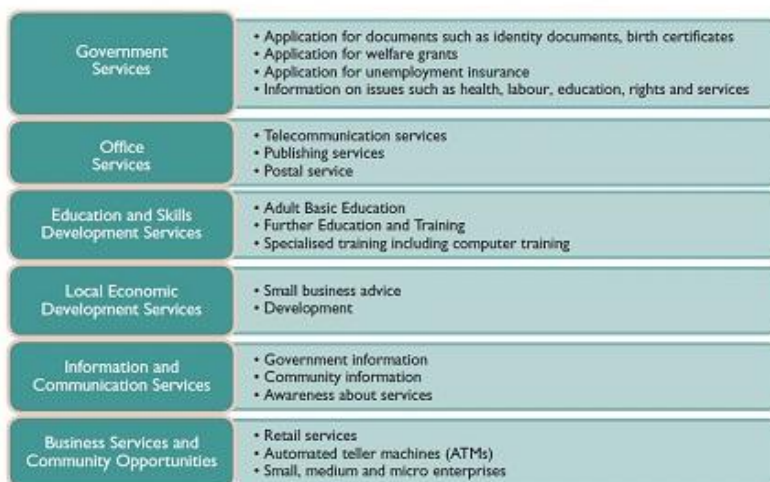 Government
Services
• Application for documents such as identity documents, birth certificates
• Application for welfare grants
• Application for unemployment insurance
• Information on issues such as health, labour, education, rights and services
Office
Services
• Telecommunication services
• Publishing services
• Postal service
Education and Skills
Development Services
• Adult Basic Education
• Further Education and Training
• Specialised training including computer training
Local Economic
Development Services
• Small business advice
• Development
Information and
Communication Services
• Government information
• Community information
• Awareness about services
Business Services and
Community Opportunities
• Retail services
• Automated teller machines (ATMs)
• Small, medium and micro enterprises